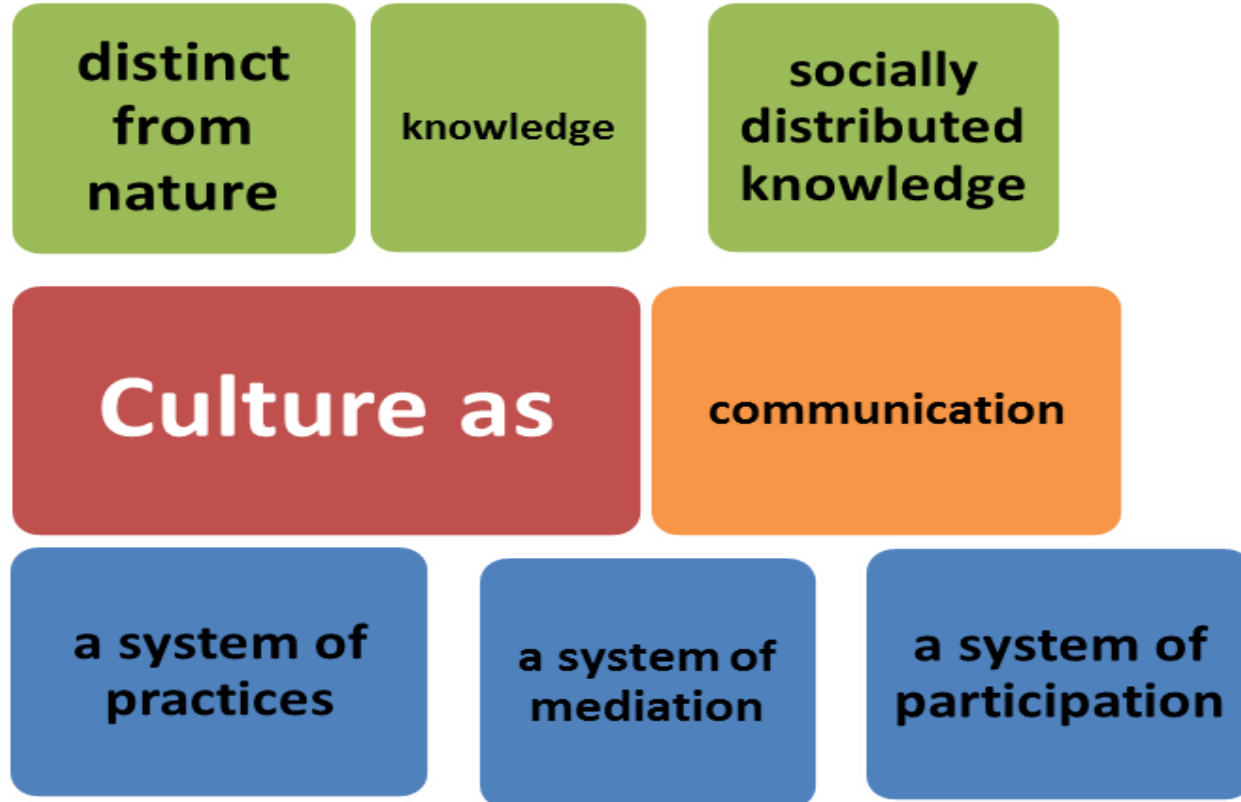 distinct
from
nature
knowledge
socially
distributed
knowledge
Culture as
communication
a system of
practices
a system of
mediation
a system of
participation